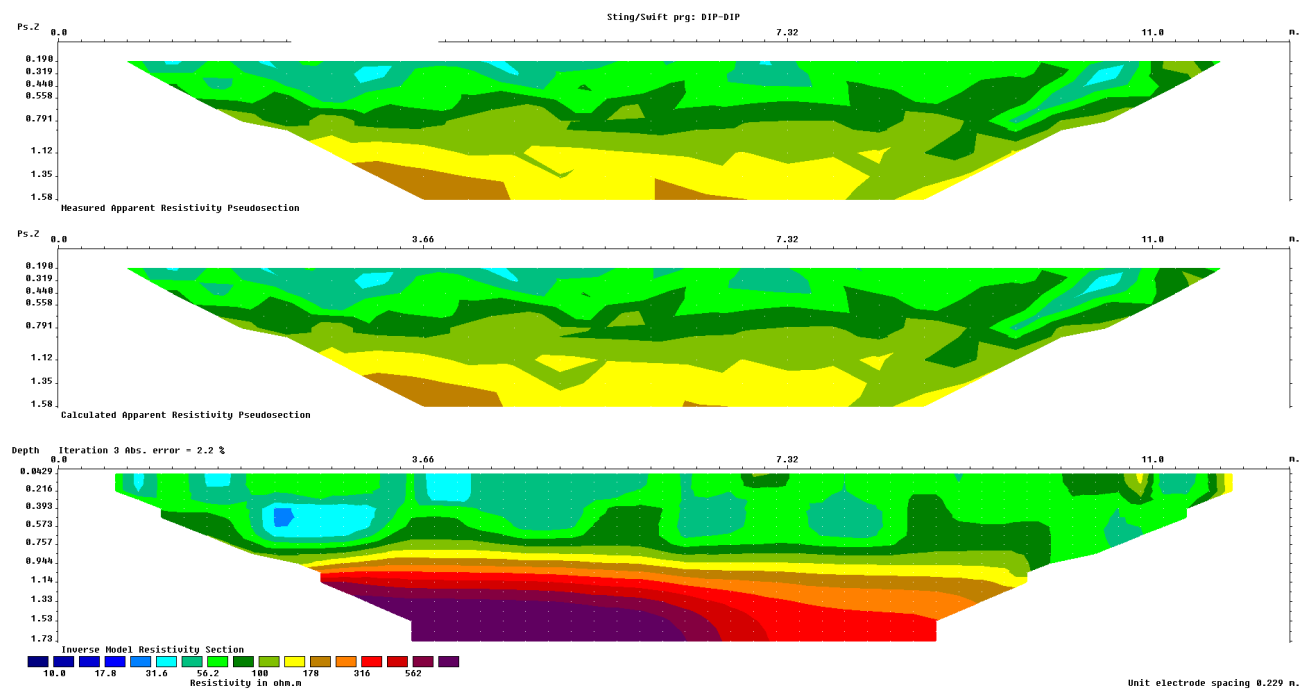 Sting/Swift prg: DIP-DIP
Ps.Z 0.0 7.32 11.0 m.
0.190
0.319
0.440
0.558
0.791
1.12
1.35
1.58
Measured Apparent Resistivity Pseudosection
Ps.Z 0.0 3.66 7.32 11.0 m.
0.190
0.319
0.440
0.558
0.791
1.12
1.35
1.58
Calculated Apparent Resistivity Pseudosection
Depth Iteration 3 Abs. error = 2.2 %
0.0 3.66 7.32 11.0 m.
0.0429
0.216
0.393
0.573
0.757
0.944
1.14
1.33
1.53
1.73
Inverse Model Resistivity Section
10.0 17.8 31.6 56.2 100 178 316 562
Resistivity in ohm.m
Unit electrode spacing 0.229 m.